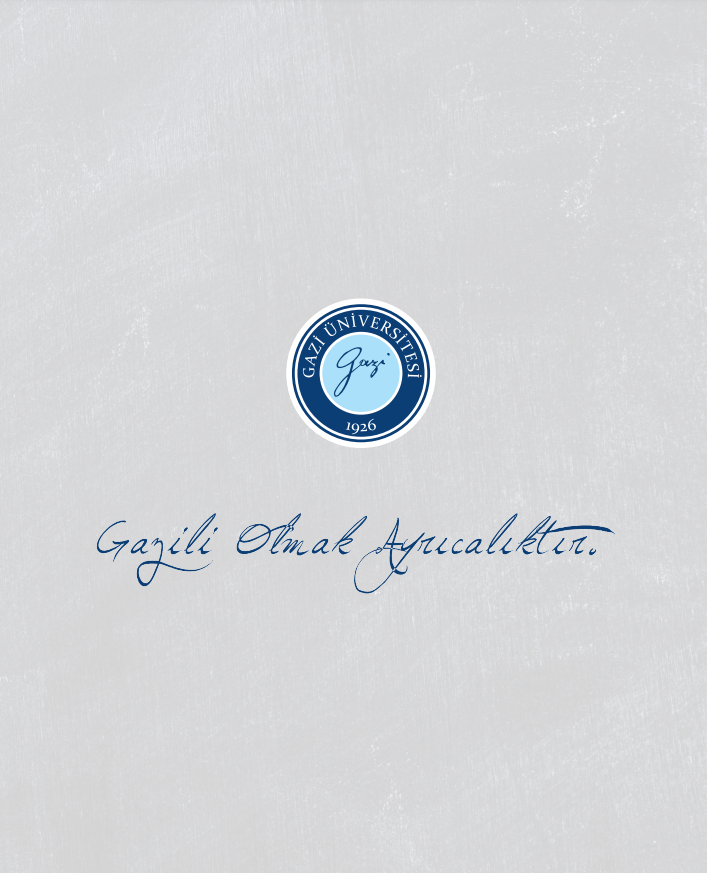 GAZİ ÜNİVERSİTESİ
Gazi
1926
Gazili Olmak Ayrıcalıktır.